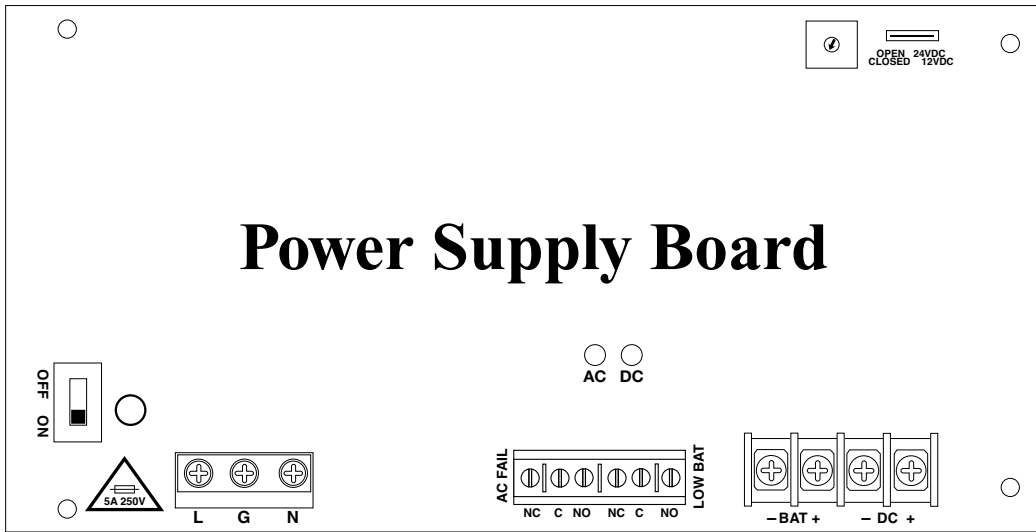 OPEN 24VDC
CLOSED 12VDC
Power Supply Board
AC DC
OFF
ON
5A 250V
L G N
AC FAIL
NC C NO NC C NO
LOW BAT
– BAT + – DC +